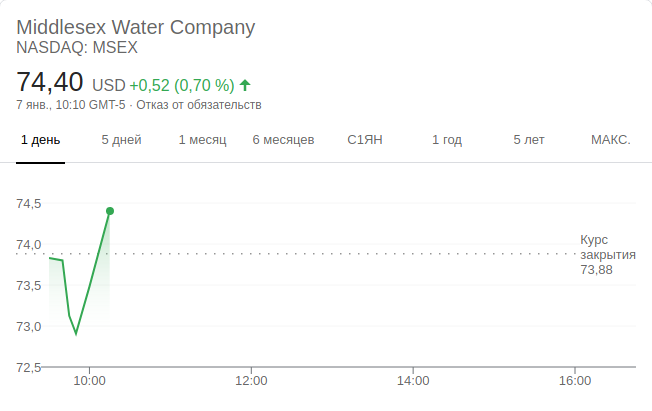 Middlesex Water Company
NASDAQ: MSEX
74,40 USD +0,52 (0,70 %)
7 янв., 10:10 GMT-5 · Отказ от обязательств
1 день 5 дней 1 месяц 6 месяцев С1ЯН 1 год 5 лет МАКС.
74,5
74,0
73,5
73,0
72,5
Курс
закрытия
73,88
10:00 12:00 14:00 16:00